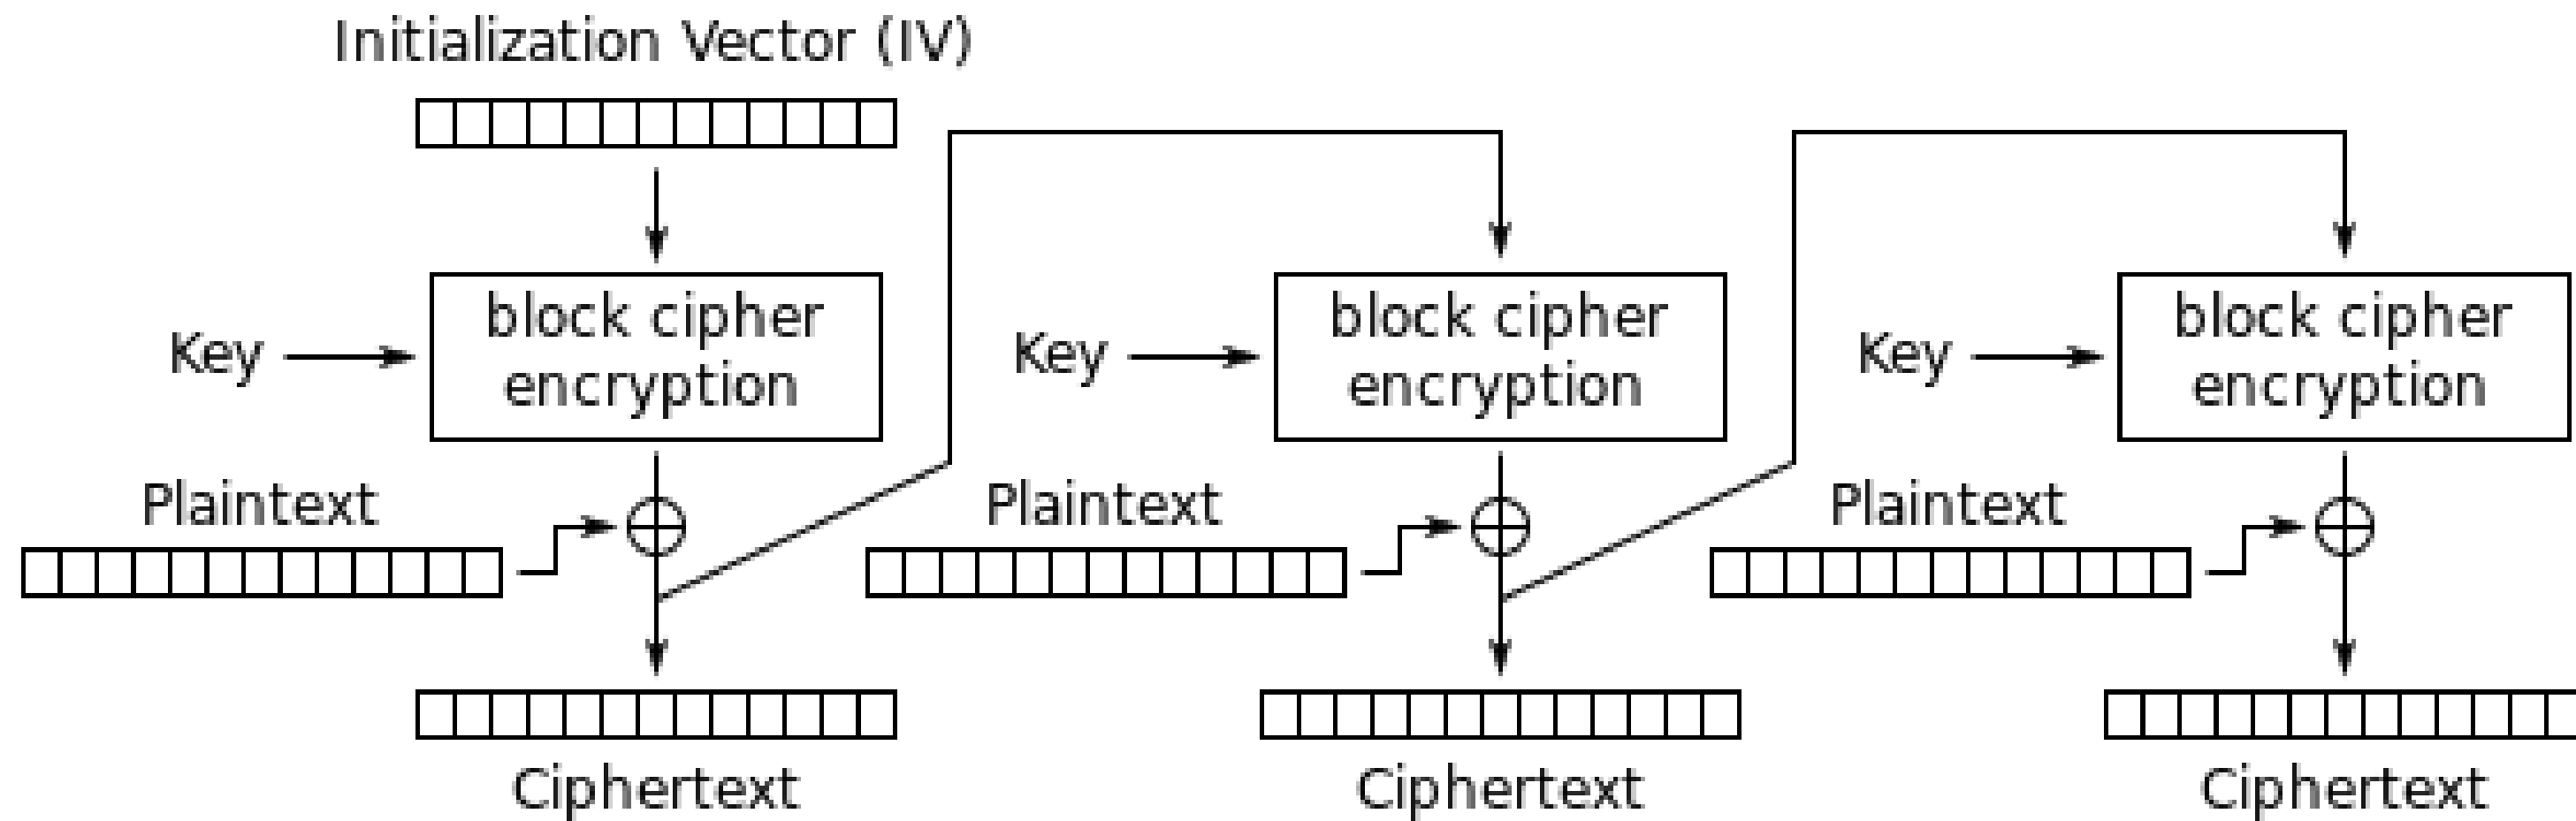 Initialization Vector (IV)
Key
block cipher
encryption
Key
block cipher
encryption
Key
block cipher
encryption
Plaintext
Plaintext
Plaintext
Ciphertext
Ciphertext
Ciphertext